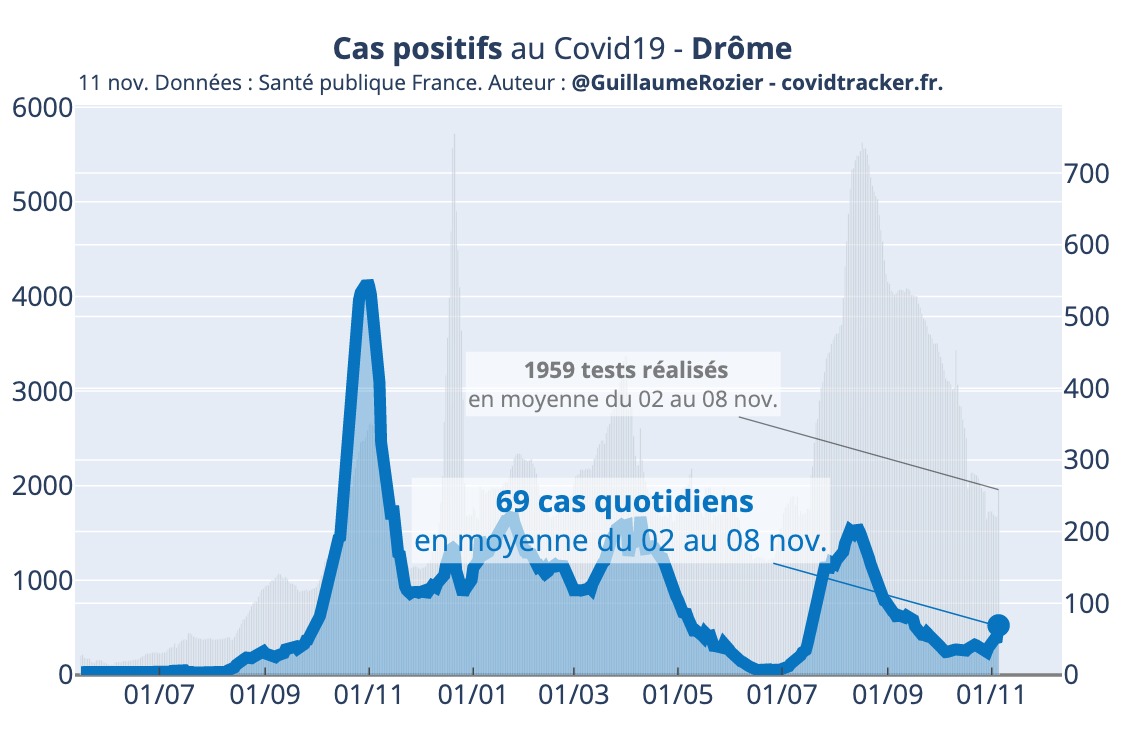 Cas positifs au Covid19 - Drôme
11 nov. Données : Santé publique France. Auteur : @GuillaumeRozier - covidtracker.fr.
6000
5000
4000
3000
2000
1000
0
700
600
500
400
300
200
100
0
1959 tests réalisés
en moyenne du 02 au 08 nov.
69 cas quotidiens
en moyenne du 02 au 08 nov.
01/07 01/09 01/11 01/01 01/03 01/05 01/07 01/09 01/11